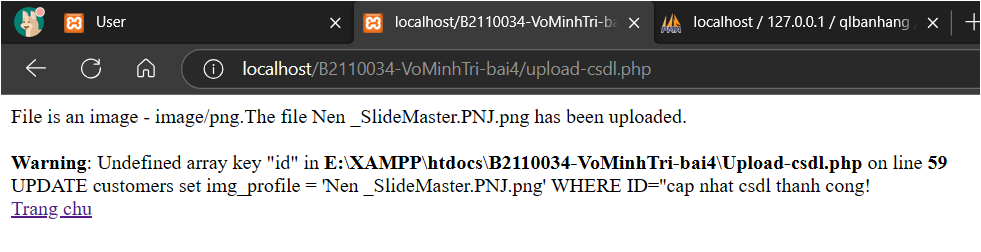 User
localhost/B2110034-VoMinhTri-ba
localhost / 127.0.0.1 / qlbanhang
localhost/B2110034-VoMinhTri-bai4/upload-csdl.php
File is an image - image/png.The file Nen _SlideMaster.PNJ.png has been uploaded.
Warning: Undefined array key "id" in E:\XAMPP\htdocs\B2110034-VoMinhTri-bai4\Upload-csdl.php on line 59
UPDATE customers set img_profile = 'Nen _SlideMaster.PNJ.png' WHERE ID=''cap nhat csdl thanh cong!
Trang chu